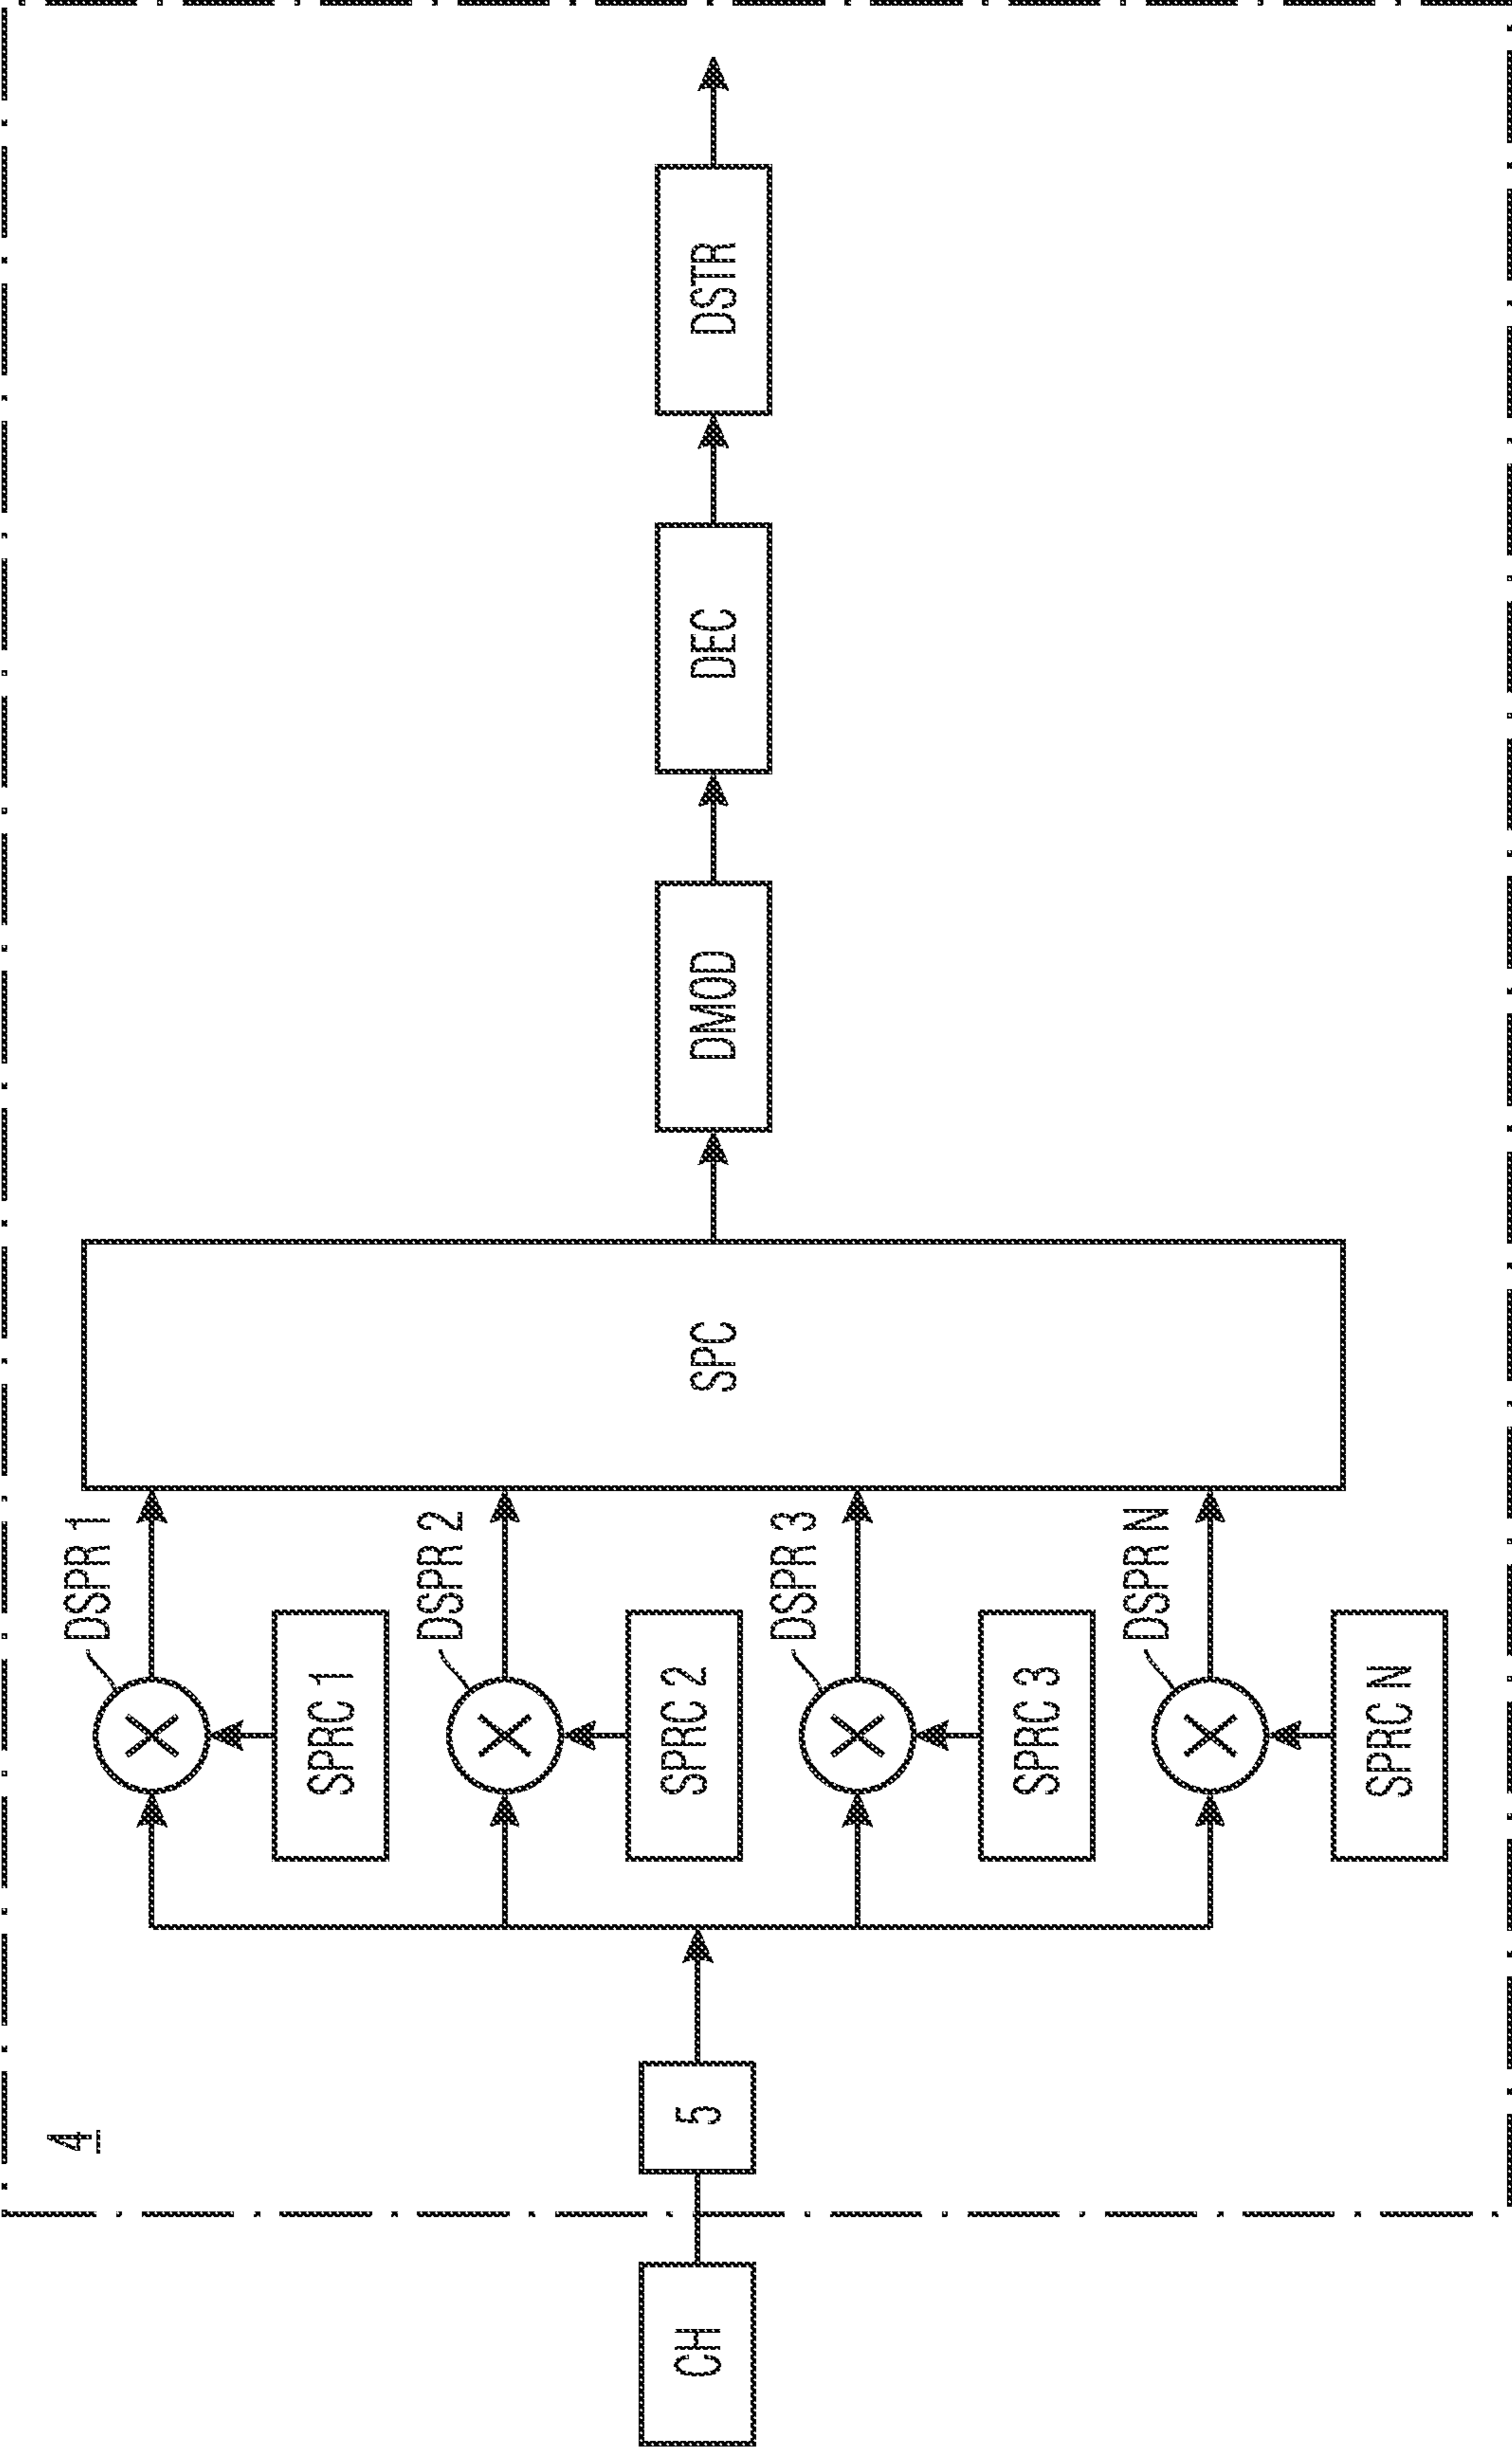 4
CH
5
DSPR 1
SPRC 1
DSPR 2
SPRC 2
DSPR 3
SPRC 3
DSPR N
SPRC N
SPC
DMOD
DEC
DSTR